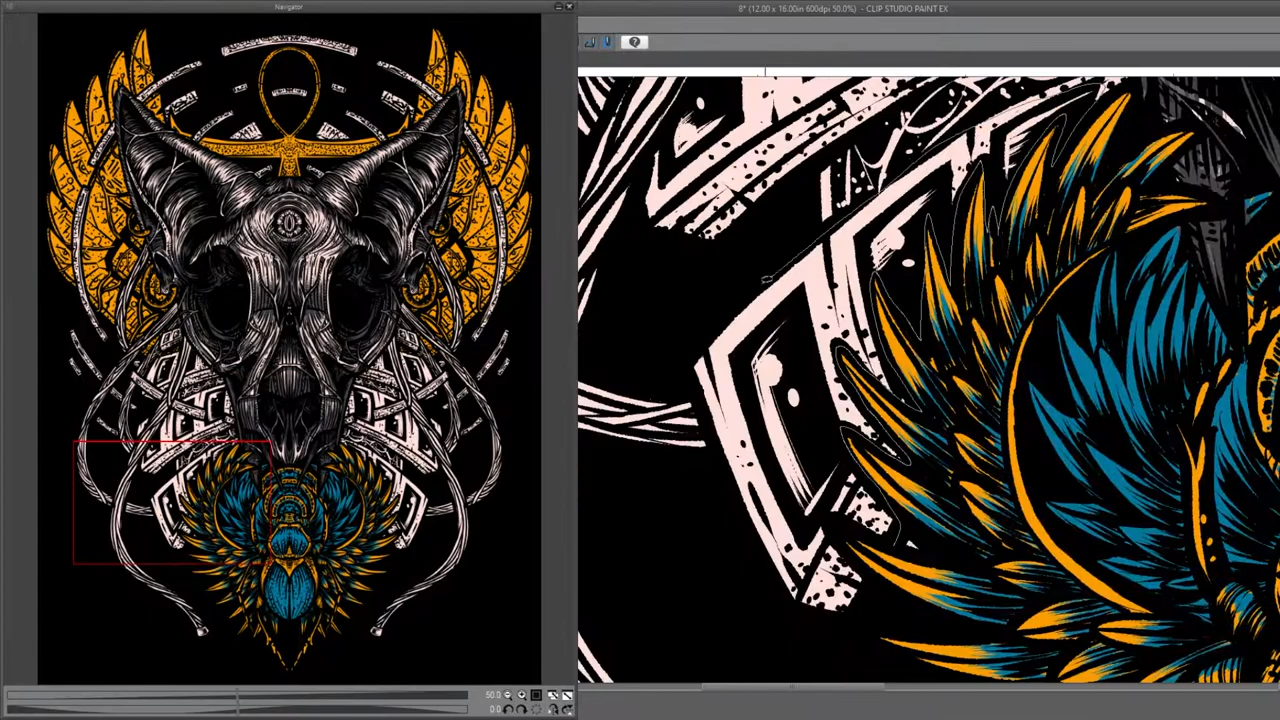 Navigator
8* (12.00 x 16.00in 600dpi 50.0%) - CLIP STUDIO PAINT EX
50.0
0.0